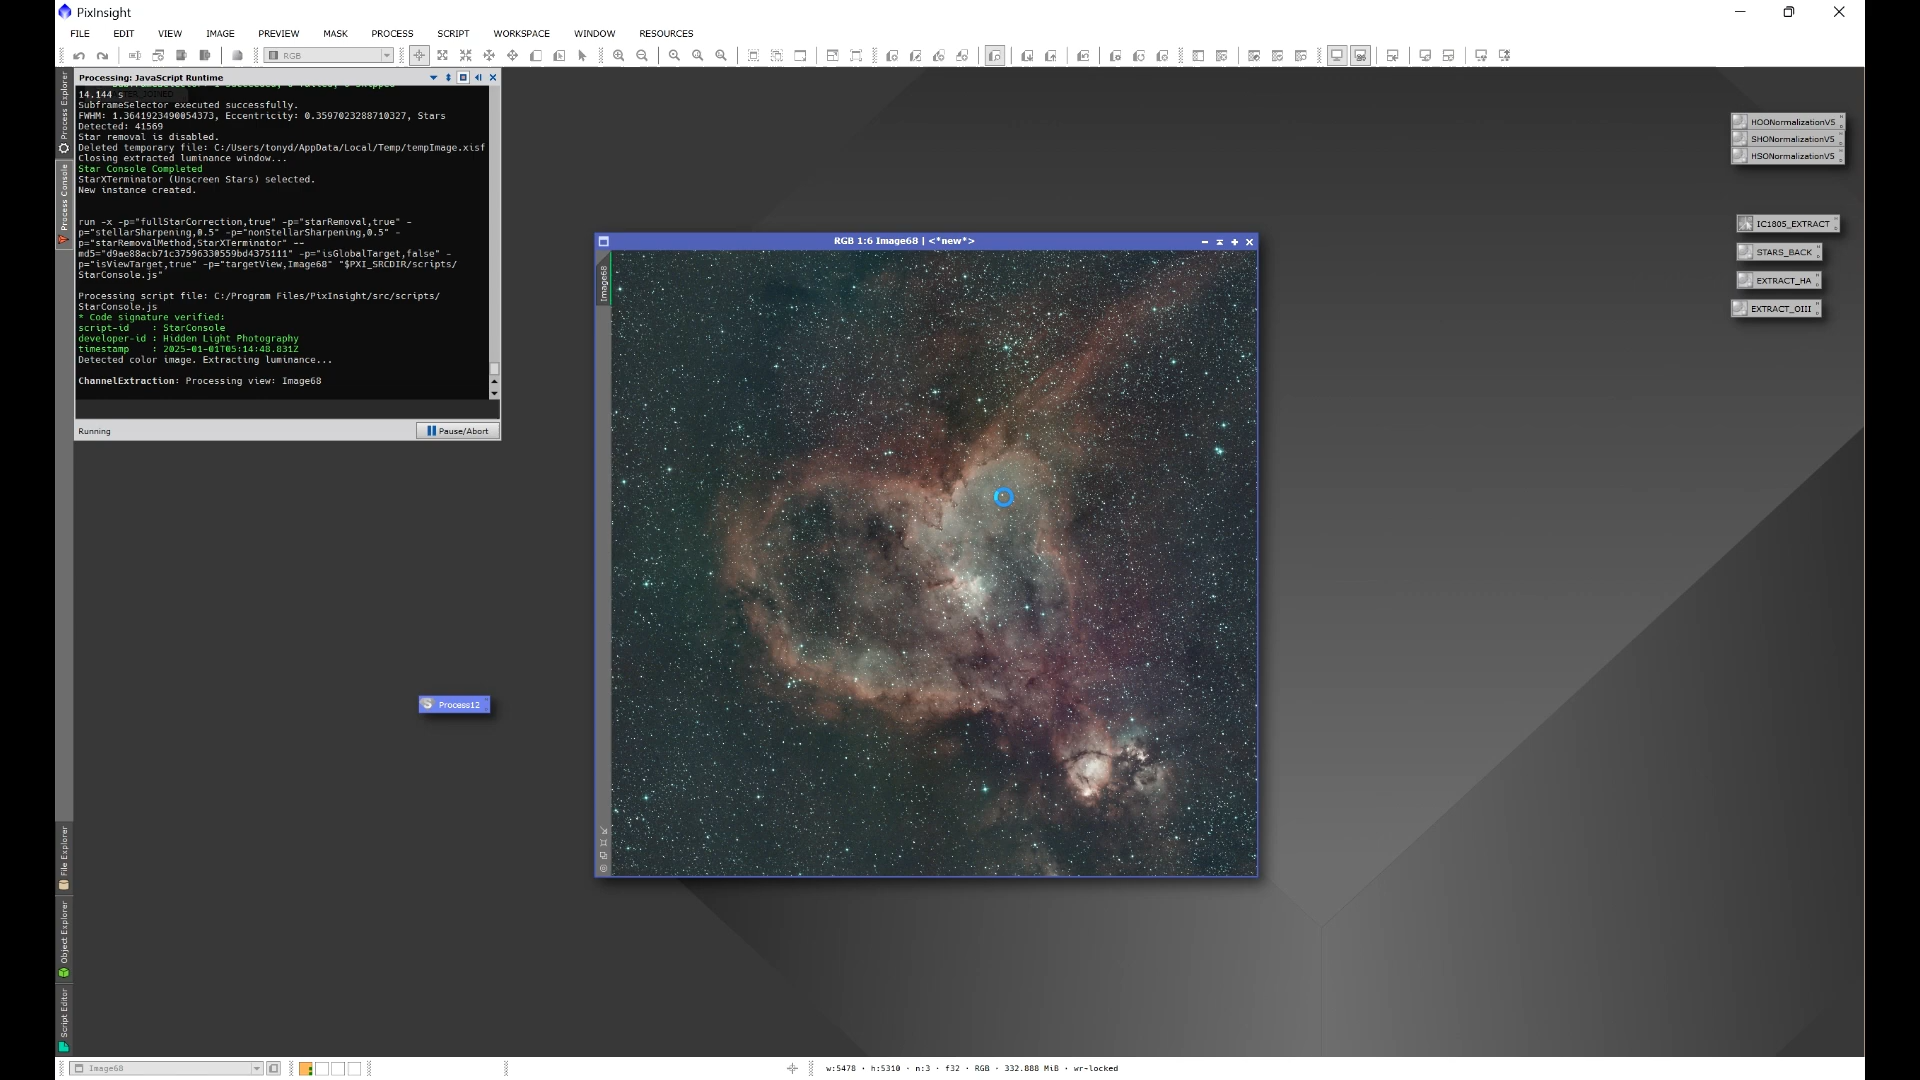 PixInsight
FILE EDIT VIEW IMAGE PREVIEW MASK PROCESS SCRIPT WORKSPACE WINDOW RESOURCES
RGB
Processing: JavaScript Runtime
14.144 s
SubframeSelector executed successfully.
FWHM: 1.3641923490054373, Eccentricity: 0.3597023288710327, Stars
Detected: 41569
Star removal is disabled.
Deleted temporary file: C:/Users/tonyd/AppData/Local/Temp/tempImage.xisf
Closing extracted luminance window...
Star Console Completed
StarXTerminator (Unscreen Stars) selected.
New instance created.
run -x -p="fullStarCorrection,true" -p="starRemoval,true" -
p="stellarSharpening,0.5" -p="nonStellarSharpening,0.5" -
p="starRemovalMethod,StarXTerminator" --
md5="d9ae88acb71c37596330559bd4375111" -p="isGlobalTarget,false" -
p="isViewTarget,true" -p="targetView,Image68" "$PXI_SRCDIR/scripts/
StarConsole.js"
Processing script file: C:/Program Files/PixInsight/src/scripts/
StarConsole.js
* Code signature verified:
script-id : StarConsole
developer-id : Hidden Light Photography
timestamp : 2025-01-01T05:14:48.831Z
Detected color image. Extracting luminance...
ChannelExtraction: Processing view: Image68
Running
Pause/Abort
Process Explorer
Process Console
File Explorer
Object Explorer
Script Editor
RGB 1:6 Image68 | <*new*>
Image68
Process12
HOONormalizationV5
SHONormalizationV5
HSONormalizationV5
IC1805_EXTRACT
STARS_BACK
EXTRACT_HA
EXTRACT_OIII
Image68
w:5478 · h:5310 · n:3 · f32 · RGB · 332.888 MiB · wr-locked